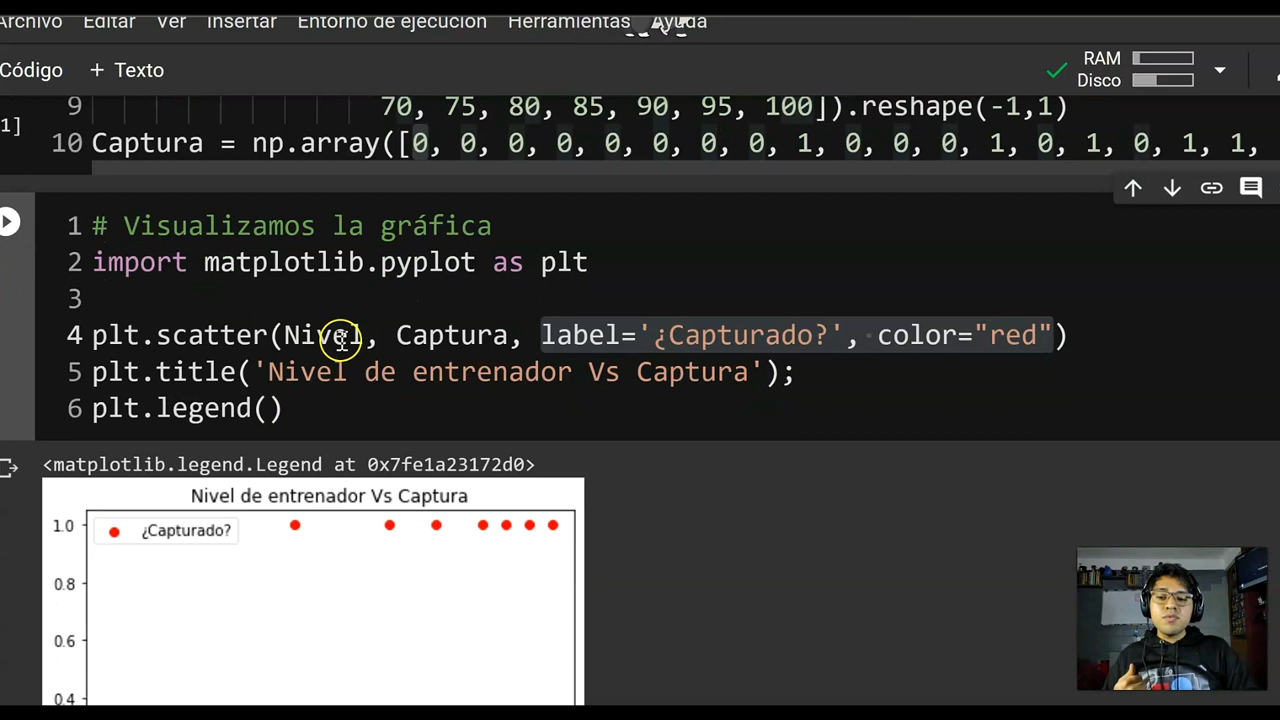 Archivo Editar Ver Insertar Entorno de ejecución Herramientas Ayuda
Código + Texto RAM
Disco
9 70, 75, 80, 85, 90, 95, 100]).reshape(-1,1)
1]
10 Captura = np.array([0, 0, 0, 0, 0, 0, 0, 0, 1, 0, 0, 0, 1, 0, 1, 0, 1, 1,
1 # Visualizamos la gráfica
2 import matplotlib.pyplot as plt
3
4 plt.scatter(Nivel, Captura, label='¿Capturado?', color="red")
5 plt.title('Nivel de entrenador Vs Captura');
6 plt.legend()
<matplotlib.legend.Legend at 0x7fe1a23172d0>
Nivel de entrenador Vs Captura
1.0 ¿Capturado?
0.8
0.6
0.4